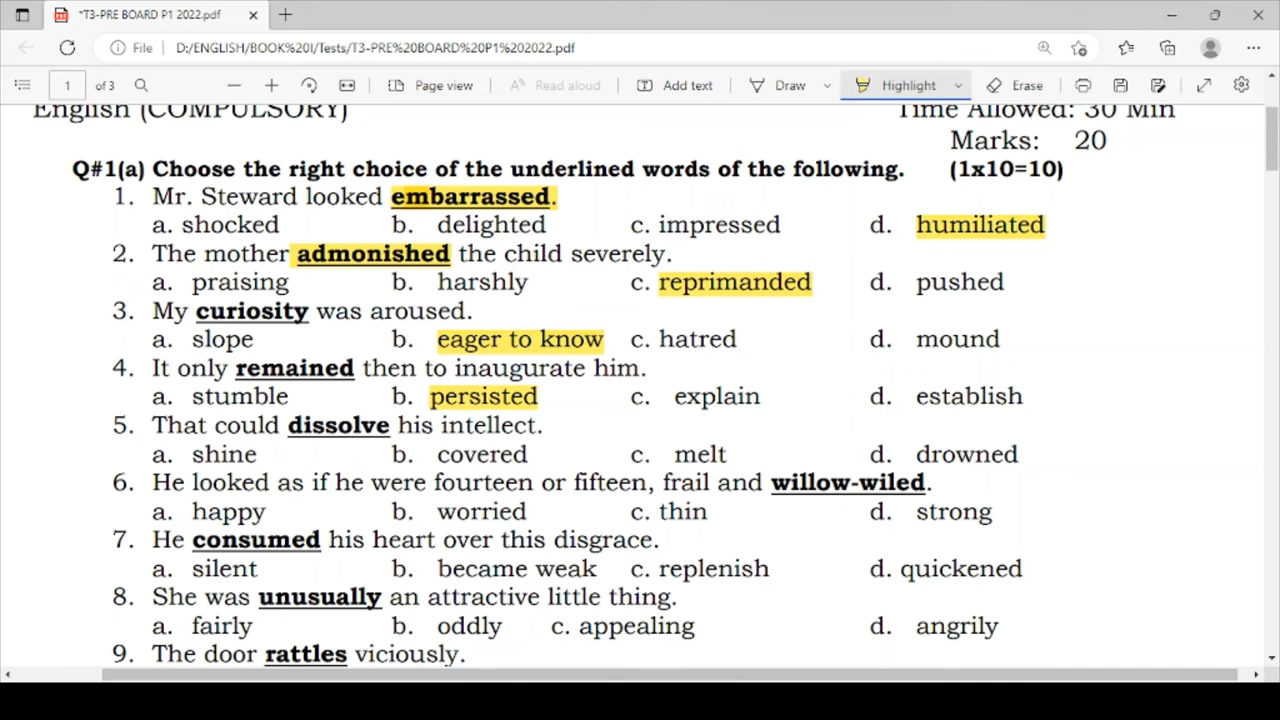 *T3-PRE BOARD P1 2022.pdf
File D:/ENGLISH/BOOK%20I/Tests/T3-PRE%20BOARD%20P1%202022.pdf
1 of 3 Page view Read aloud Add text Draw Highlight Erase
English (COMPULSORY) Time Allowed: 30 Min
Marks: 20
Q#1(a) Choose the right choice of the underlined words of the following. (1x10=10)
1. Mr. Steward looked embarrassed.
a. shocked b. delighted c. impressed d. humiliated
2. The mother admonished the child severely.
a. praising b. harshly c. reprimanded d. pushed
3. My curiosity was aroused.
a. slope b. eager to know c. hatred d. mound
4. It only remained then to inaugurate him.
a. stumble b. persisted c. explain d. establish
5. That could dissolve his intellect.
a. shine b. covered c. melt d. drowned
6. He looked as if he were fourteen or fifteen, frail and willow-wiled.
a. happy b. worried c. thin d. strong
7. He consumed his heart over this disgrace.
a. silent b. became weak c. replenish d. quickened
8. She was unusually an attractive little thing.
a. fairly b. oddly c. appealing d. angrily
9. The door rattles viciously.